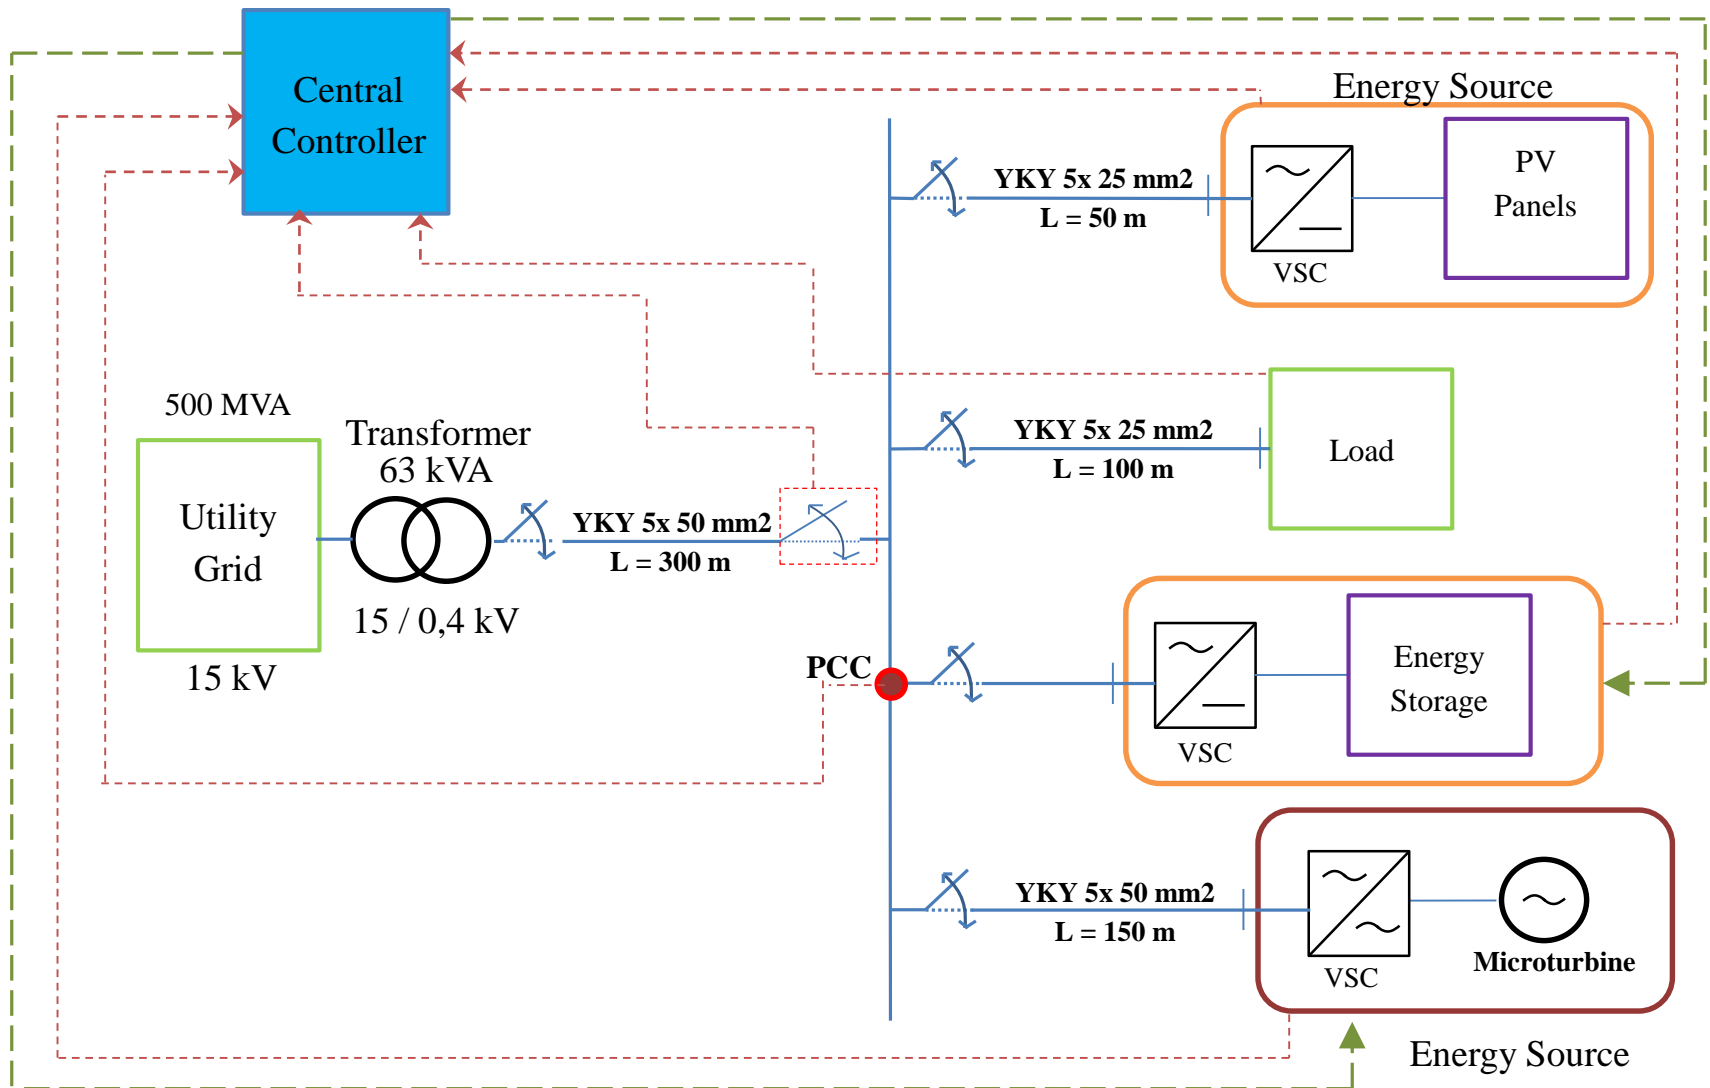 Central
Controller
Energy Source
YKY 5x 25 mm2
L = 50 m
PV
Panels
VSC
500 MVA
Transformer
63 kVA
Utility
Grid
15 / 0,4 kV
15 kV
YKY 5x 50 mm2
L = 300 m
YKY 5x 25 mm2
L = 100 m
Load
PCC
Energy
Storage
VSC
YKY 5x 50 mm2
L = 150 m
VSC
Microturbine
Energy Source